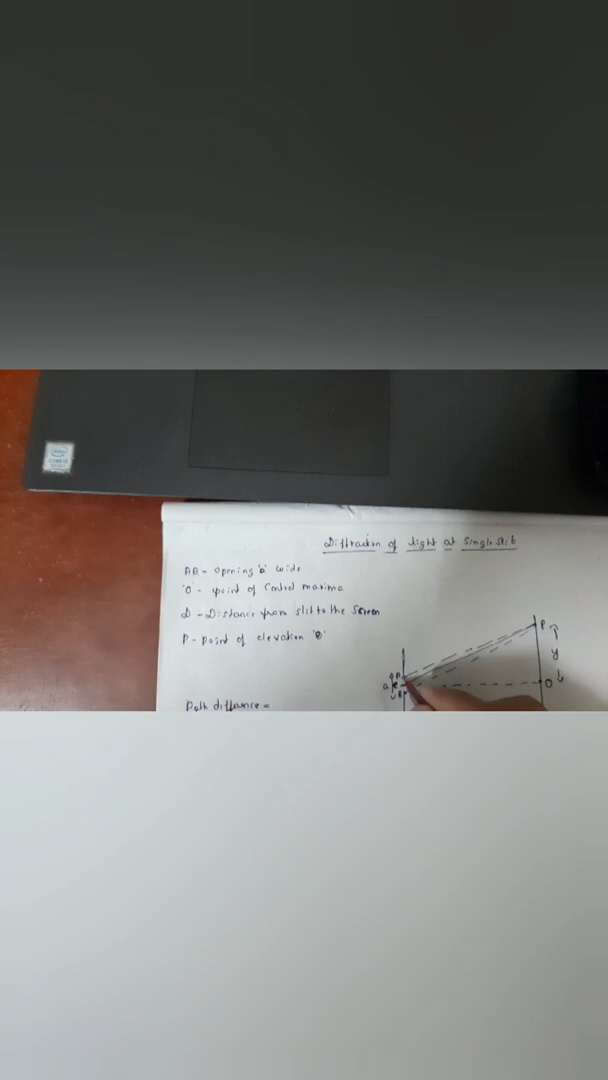 Diffraction of light at Single slit
AB - Opening 'a' wide
'O' - point of Central maxima
D - Distance from slit to the Screen
P - point of elevation 'θ'
P
y
A
a
B
O
Path diffance =